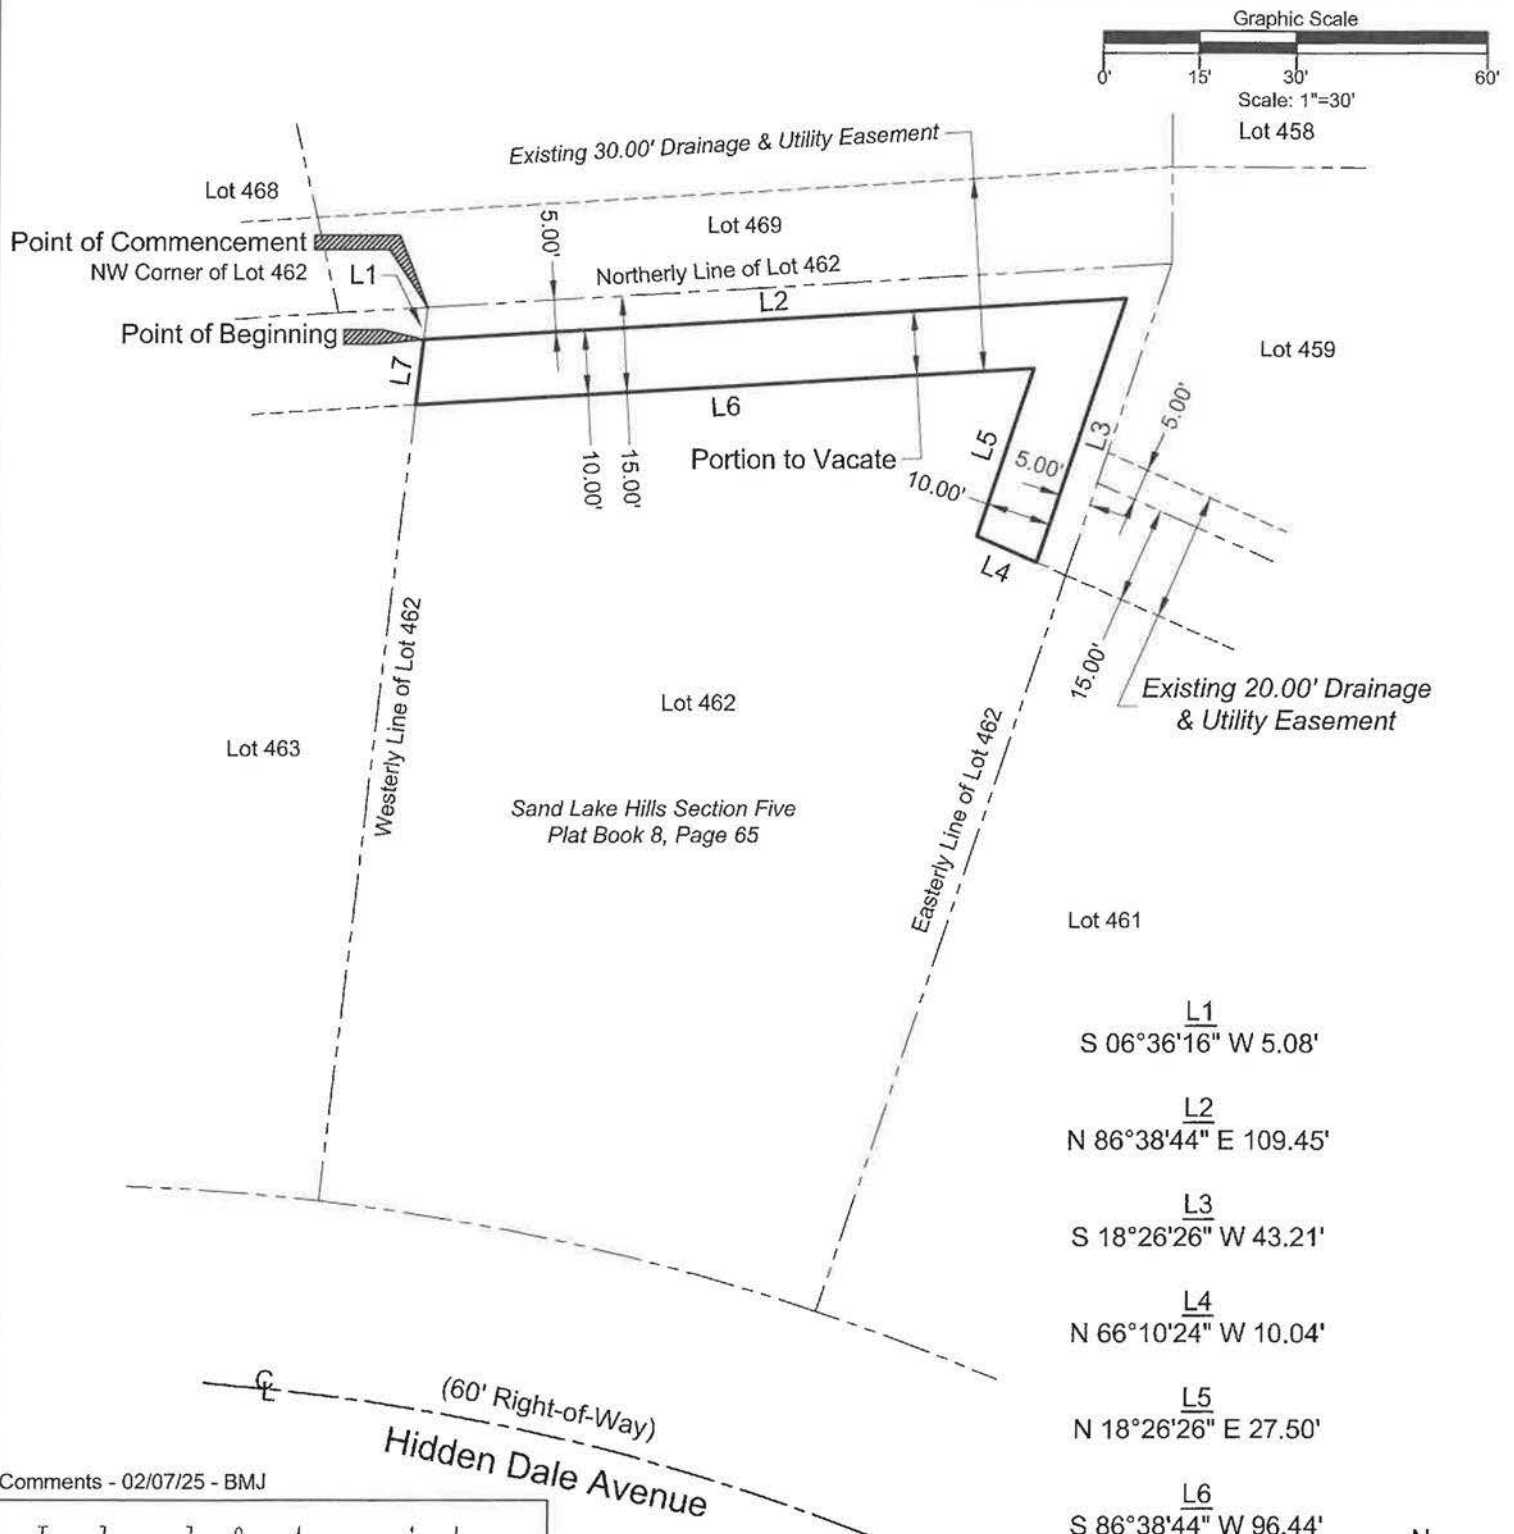 Graphic Scale
0' 15' 30' 60'
Scale: 1"=30'
Lot 458
Existing 30.00' Drainage & Utility Easement
Lot 468
5.00'
Lot 469
Point of Commencement
NW Corner of Lot 462
L1
Northerly Line of Lot 462
L2
Point of Beginning
Lot 459
L7
L6
5.00'
L3
L5
Portion to Vacate
5.00'
10.00'
10.00'
15.00'
L4
Westerly Line of Lot 462
15.00'
Existing 20.00' Drainage
& Utility Easement
Lot 462
Lot 463
Easterly Line of Lot 462
Sand Lake Hills Section Five
Plat Book 8, Page 65
Lot 461
L1
S 06°36'16" W 5.08'
L2
N 86°38'44" E 109.45'
L3
S 18°26'26" W 43.21'
L4
N 66°10'24" W 10.04'
L5
N 18°26'26" E 27.50'
L6
S 86°38'44" W 96.44'
CL
(60' Right-of-Way)
Hidden Dale Avenue
Comments - 02/07/25 - BMJ